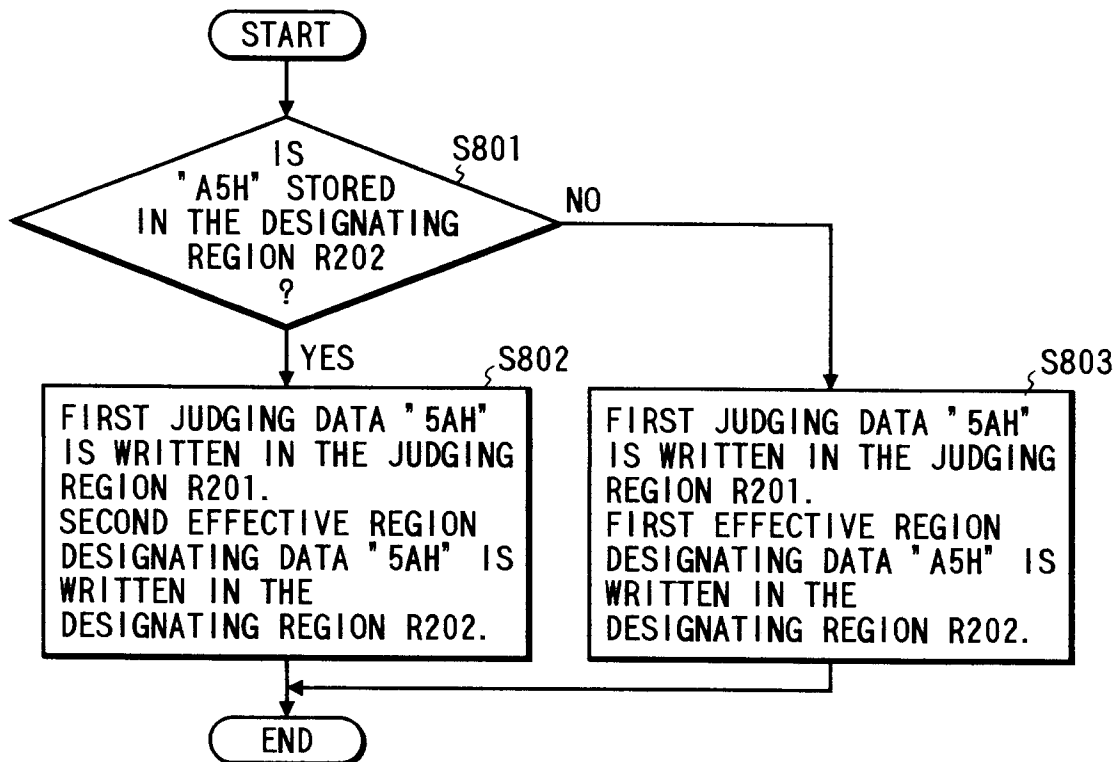 START
S801
IS
"A5H" STORED
IN THE DESIGNATING
REGION R202
?
NO
YES
S802
FIRST JUDGING DATA "5AH"
IS WRITTEN IN THE JUDGING
REGION R201.
SECOND EFFECTIVE REGION
DESIGNATING DATA "5AH" IS
WRITTEN IN THE
DESIGNATING REGION R202.
S803
FIRST JUDGING DATA "5AH"
IS WRITTEN IN THE JUDGING
REGION R201.
FIRST EFFECTIVE REGION
DESIGNATING DATA "A5H" IS
WRITTEN IN THE
DESIGNATING REGION R202.
END